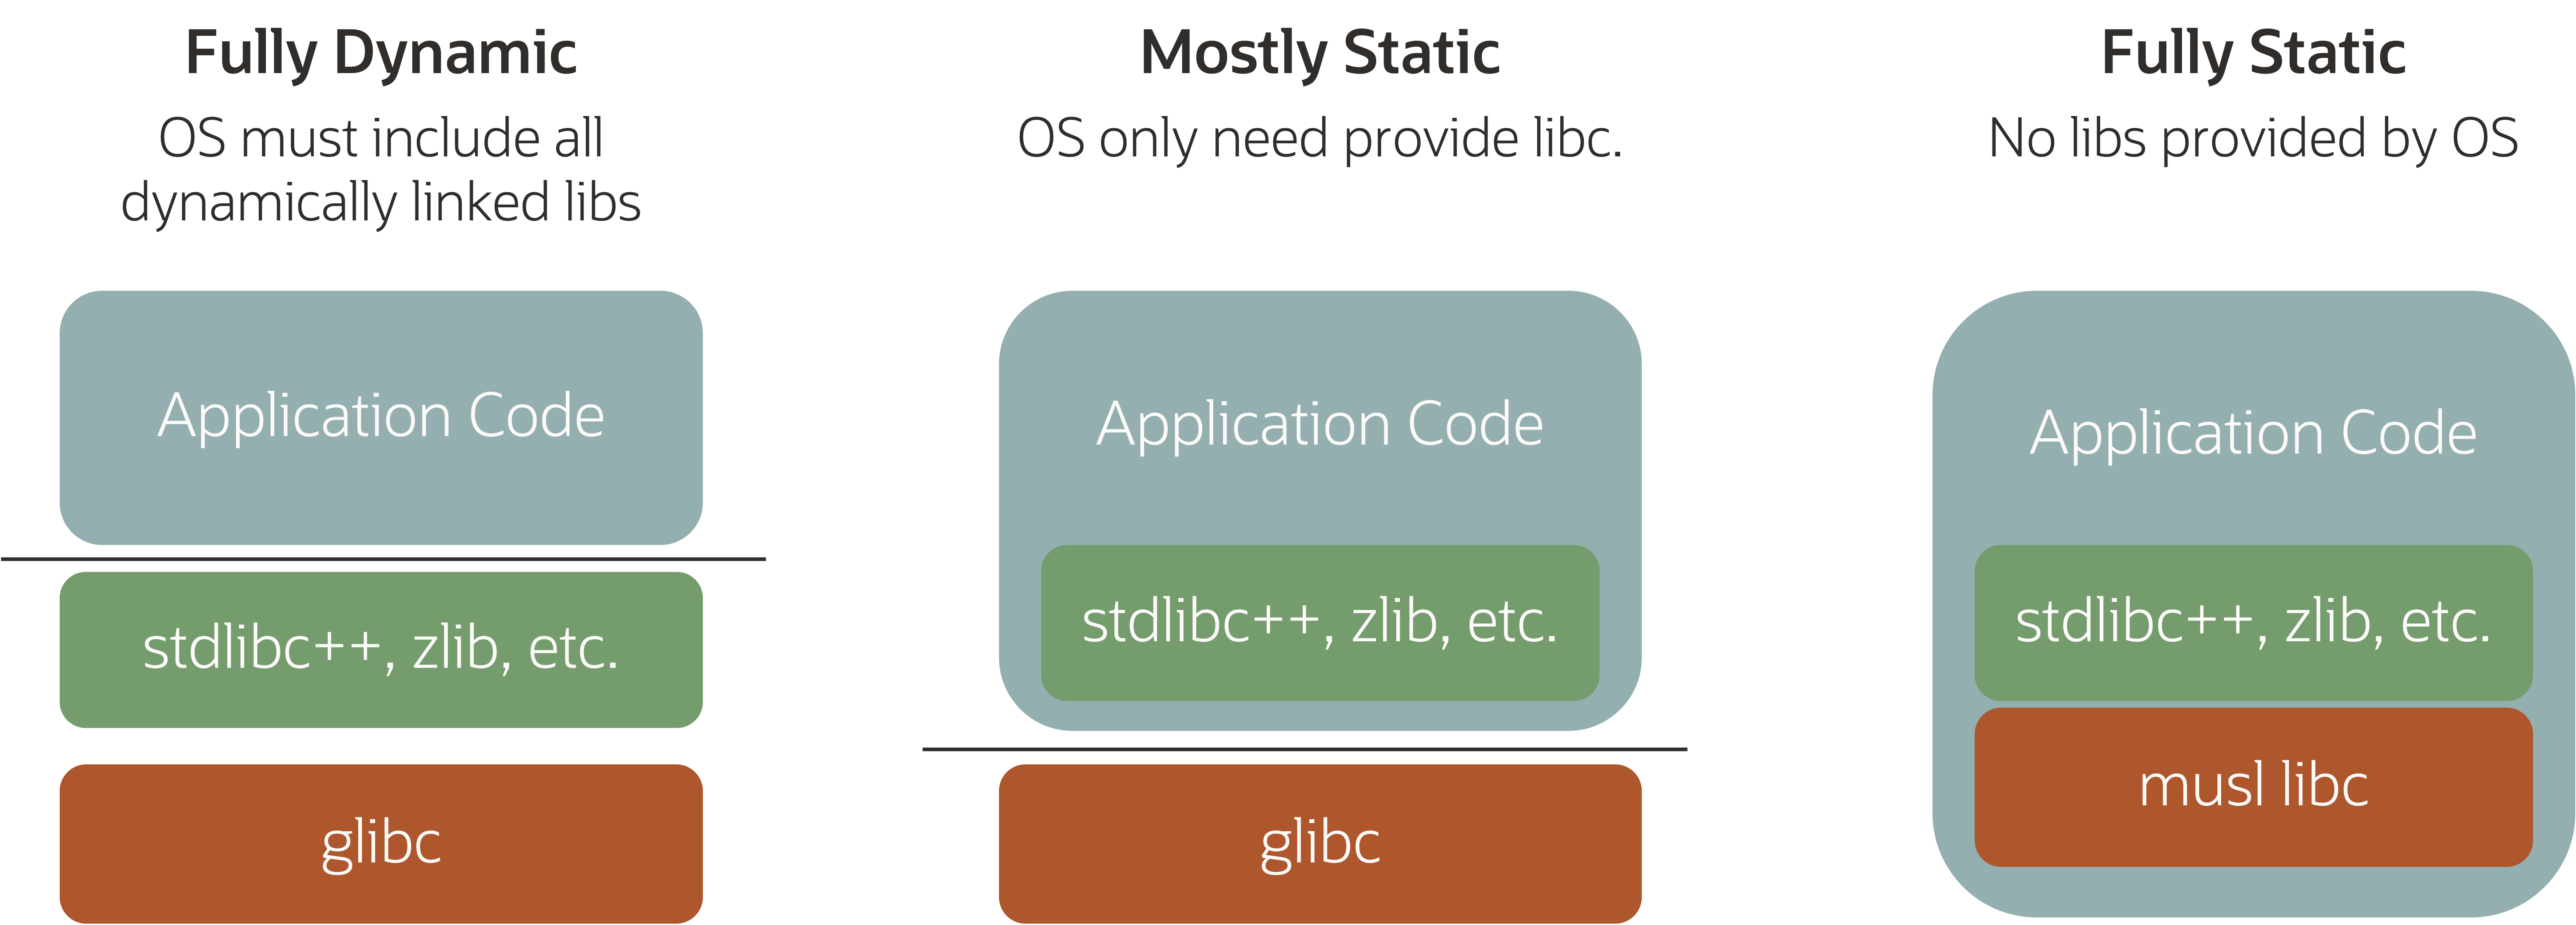 Fully Dynamic
OS must include all
dynamically linked libs
Application Code
stdlibc++, zlib, etc.
glibc
Mostly Static
OS only need provide libc.
Application Code
stdlibc++, zlib, etc.
glibc
Fully Static
No libs provided by OS
Application Code
stdlibc++, zlib, etc.
musl libc